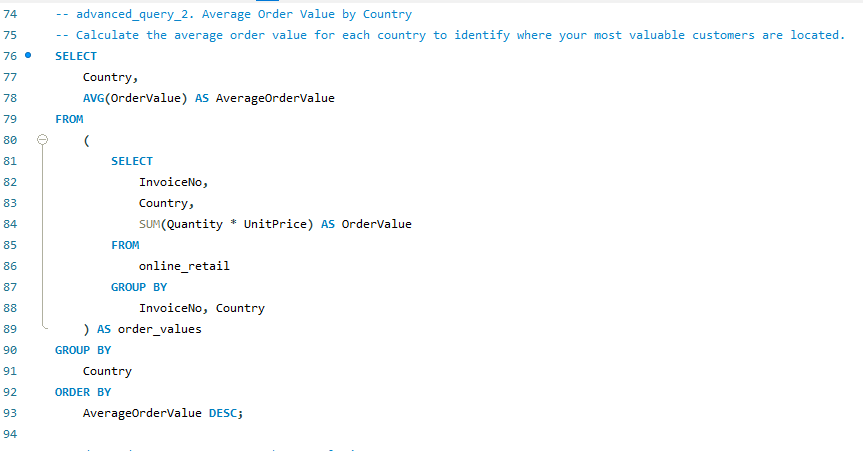 74 -- advanced_query_2. Average Order Value by Country
75 -- Calculate the average order value for each country to identify where your most valuable customers are located.
76 SELECT
77 Country,
78 AVG(OrderValue) AS AverageOrderValue
79 FROM
80 (
81 SELECT
82 InvoiceNo,
83 Country,
84 SUM(Quantity * UnitPrice) AS OrderValue
85 FROM
86 online_retail
87 GROUP BY
88 InvoiceNo, Country
89 ) AS order_values
90 GROUP BY
91 Country
92 ORDER BY
93 AverageOrderValue DESC;
94